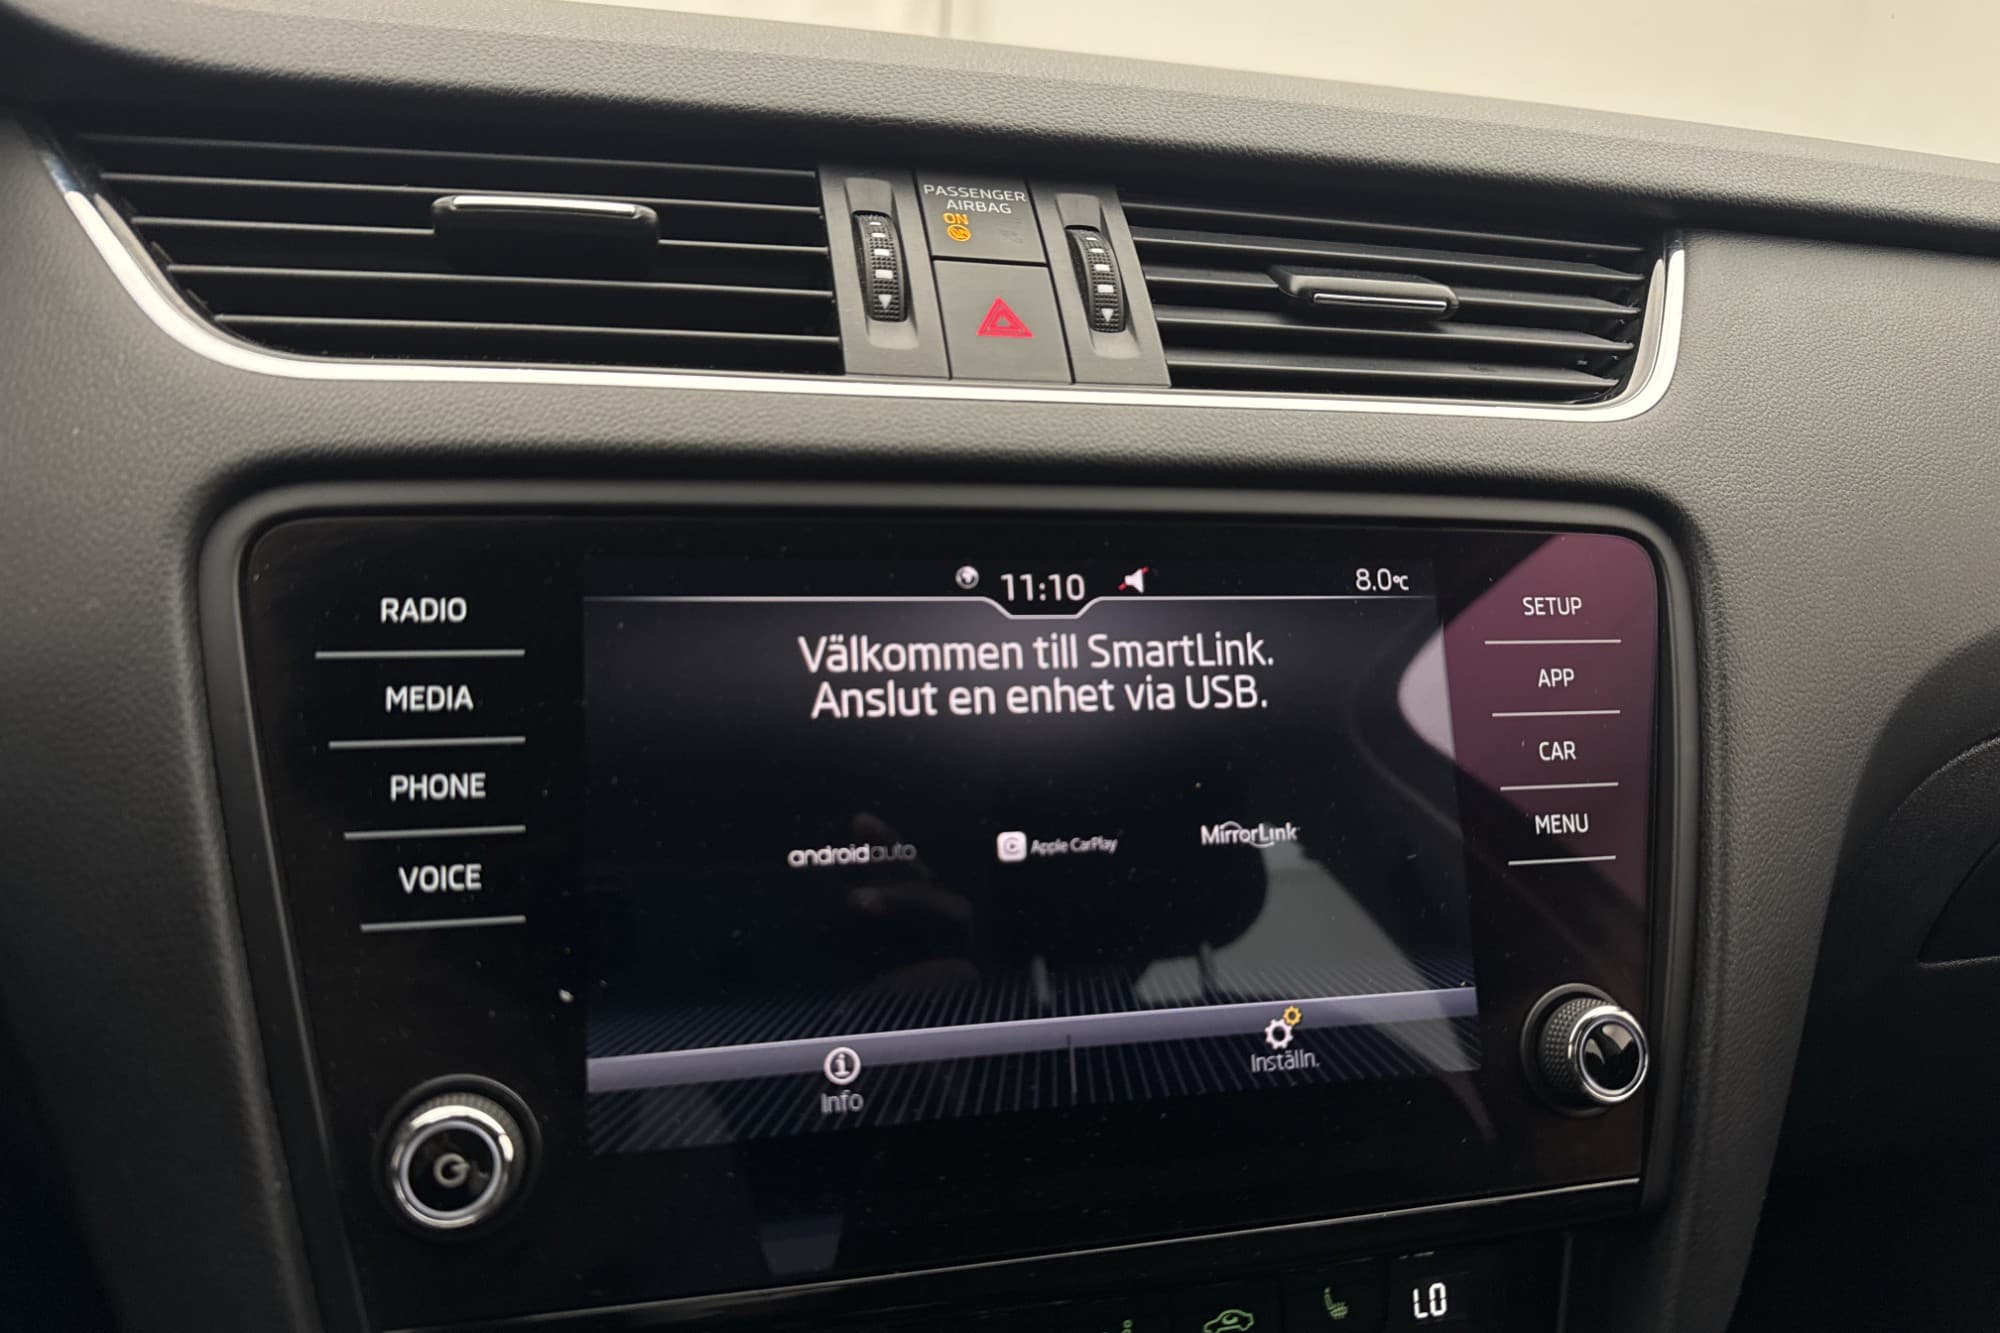 PASSENGER
AIRBAG
ON
11:10
8.0°C
RADIO
MEDIA
PHONE
VOICE
Välkommen till SmartLink.
Anslut en enhet via USB.
androidauto
Apple CarPlay
MirrorLink
Info
Inställn.
SETUP
APP
CAR
MENU
LO